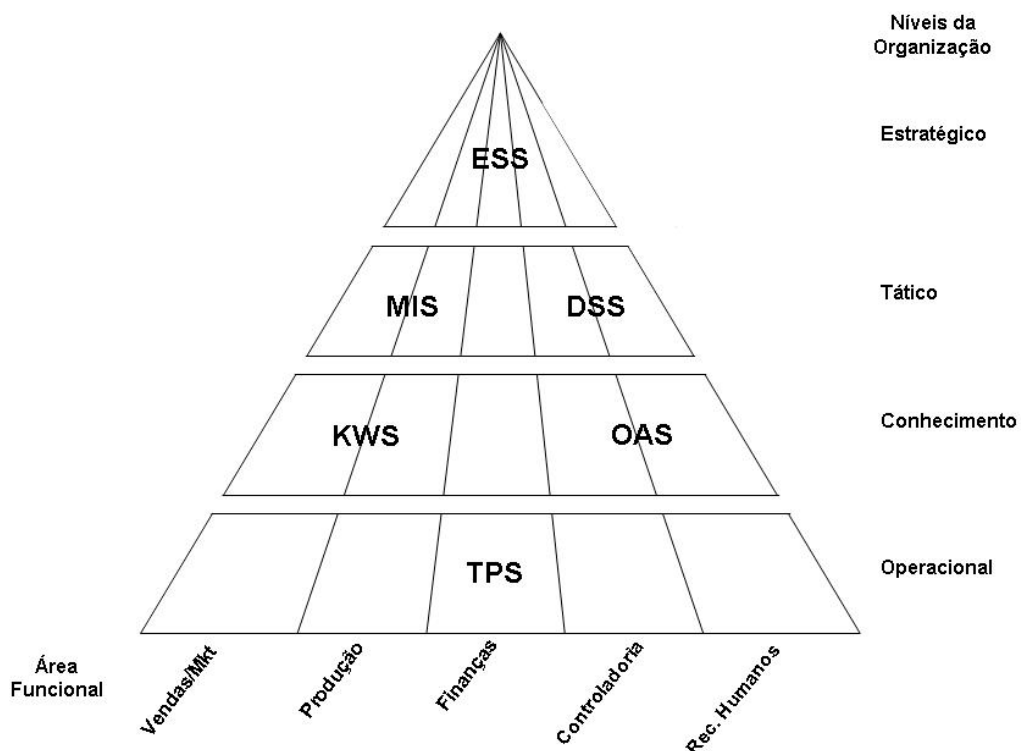 Níveis da
Organização
Estratégico
ESS
Tático
MIS
DSS
Conhecimento
KWS
OAS
Operacional
TPS
Área
Funcional
Vendas/Mkt
Produção
Finanças
Controladoria
Rec. Humanos